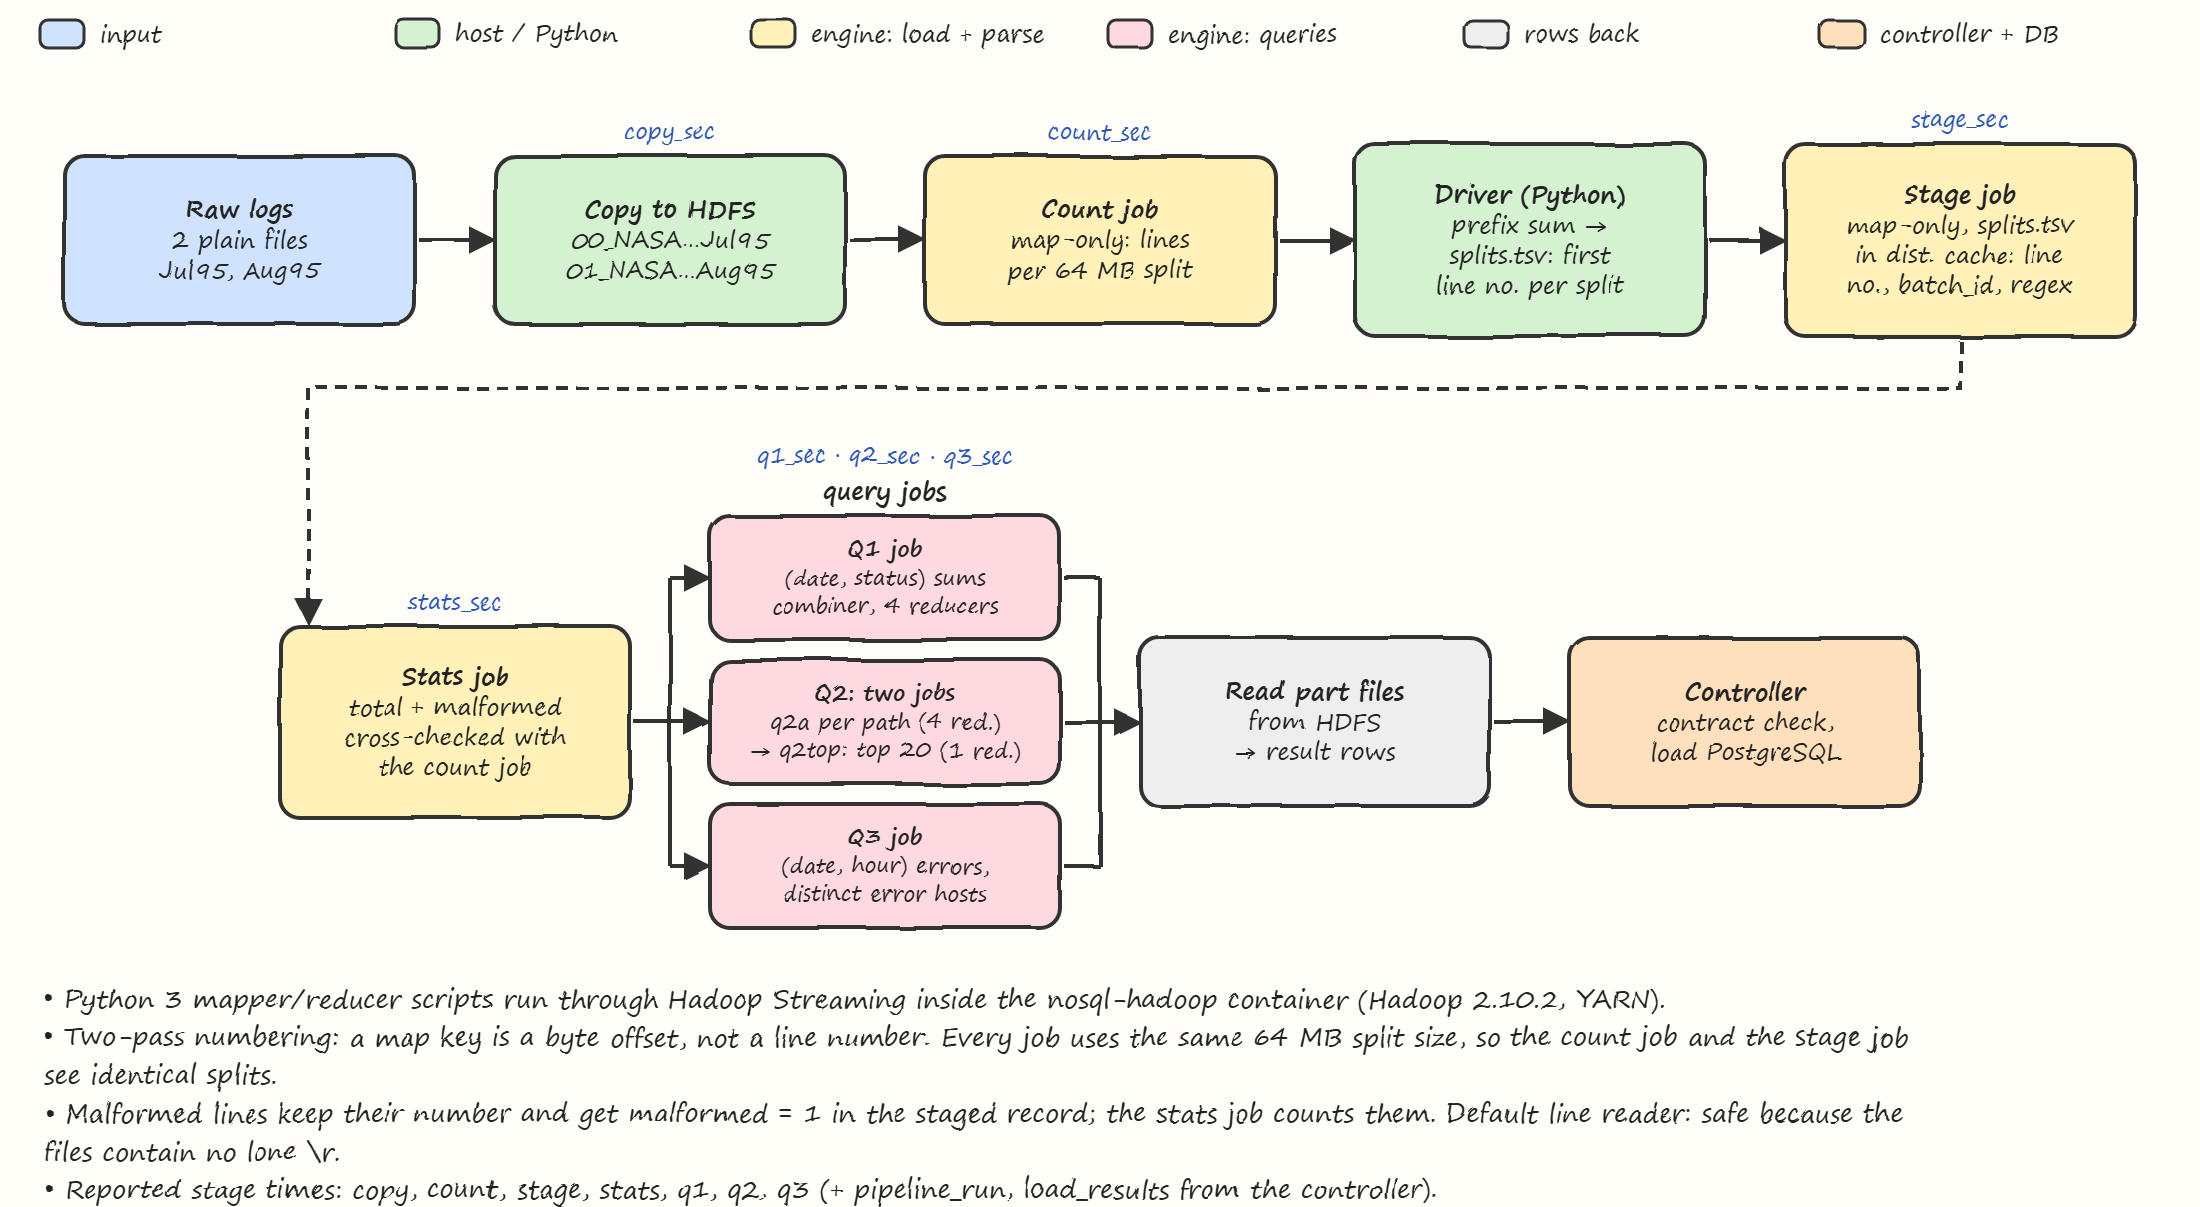 input
host / Python
engine: load + parse
engine: queries
rows back
controller + DB
copy_sec
count_sec
stage_sec
Raw logs
2 plain files
Jul95, Aug95
Copy to HDFS
00_NASA...Jul95
01_NASA...Aug95
Count job
map-only: lines
per 64 MB split
Driver (Python)
prefix sum →
splits.tsv: first
line no. per split
Stage job
map-only, splits.tsv
in dist. cache: line
no., batch_id, regex
q1_sec · q2_sec · q3_sec
query jobs
stats_sec
Stats job
total + malformed
cross-checked with
the count job
Q1 job
(date, status) sums
combiner, 4 reducers
Q2: two jobs
q2a per path (4 red.)
→ q2top: top 20 (1 red.)
Q3 job
(date, hour) errors,
distinct error hosts
Read part files
from HDFS
→ result rows
Controller
contract check,
load PostgreSQL
• Python 3 mapper/reducer scripts run through Hadoop Streaming inside the nosql-hadoop container (Hadoop 2.10.2, YARN).
• Two-pass numbering: a map key is a byte offset, not a line number. Every job uses the same 64 MB split size, so the count job and the stage job
see identical splits.
• Malformed lines keep their number and get malformed = 1 in the staged record; the stats job counts them. Default line reader: safe because the
files contain no lone \r.
• Reported stage times: copy, count, stage, stats, q1, q2, q3 (+ pipeline_run, load_results from the controller).